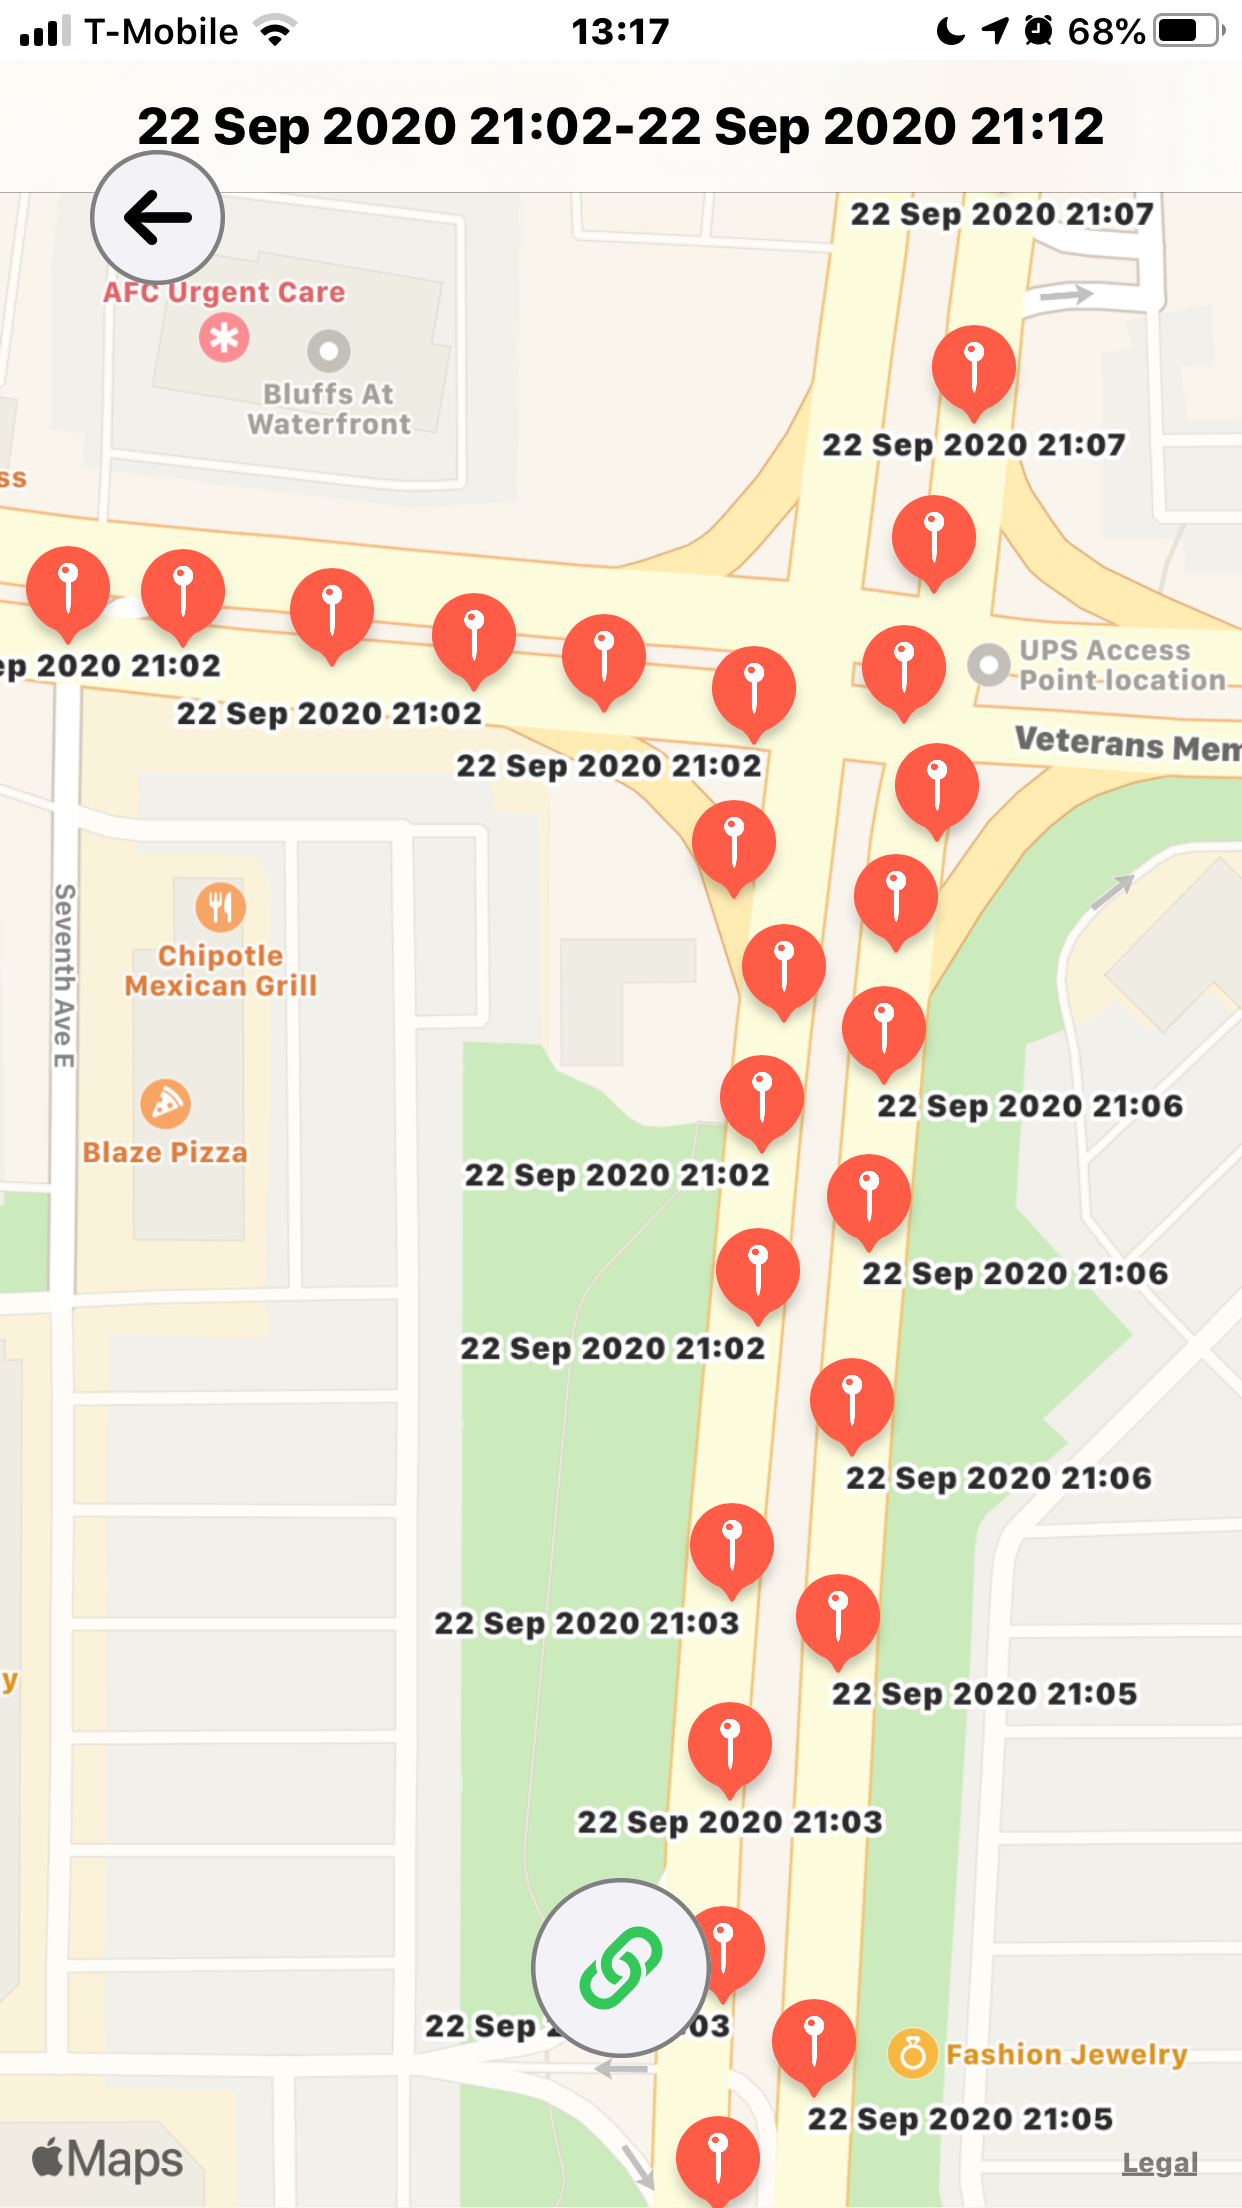 T-Mobile
13:17
68%
22 Sep 2020 21:02-22 Sep 2020 21:12
22 Sep 2020 21:07
AFC Urgent Care
Bluffs At
Waterfront
22 Sep 2020 21:07
ss
UPS Access
Point location
ep 2020 21:02
22 Sep 2020 21:02
Veterans Mem
22 Sep 2020 21:02
Seventh Ave E
Chipotle
Mexican Grill
22 Sep 2020 21:06
Blaze Pizza
22 Sep 2020 21:02
22 Sep 2020 21:06
22 Sep 2020 21:02
22 Sep 2020 21:06
22 Sep 2020 21:03
y
22 Sep 2020 21:05
22 Sep 2020 21:03
22 Sep 2 :03
Fashion Jewelry
22 Sep 2020 21:05
Maps
Legal